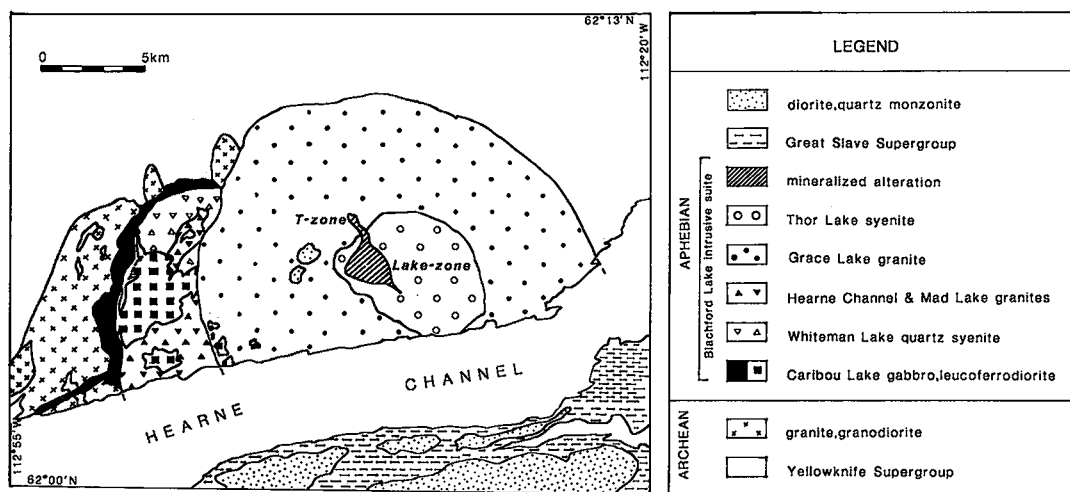 62°13'N
112°20'W
0 5km
T-zone
Lake-zone
HEARNE CHANNEL
112°55'W
62°00'N
LEGEND
diorite,quartz monzonite
Great Slave Supergroup
mineralized alteration
Thor Lake syenite
Grace Lake granite
Hearne Channel & Mad Lake granites
Whiteman Lake quartz syenite
Caribou Lake gabbro,leucoferrodiorite
granite,granodiorite
Yellowknife Supergroup
APHEBIAN
Blachford Lake intrusive suite
ARCHEAN